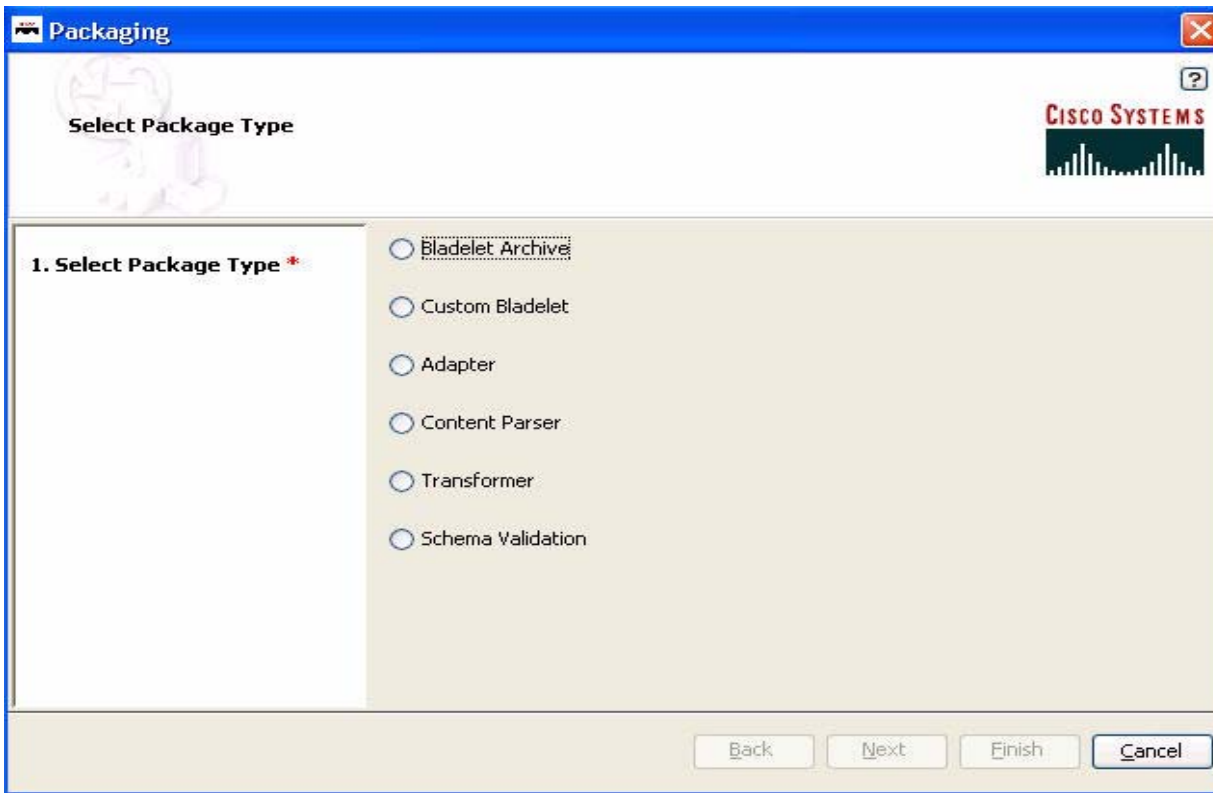 Packaging
?
Select Package Type
CISCO SYSTEMS
1. Select Package Type *
Bladelet Archive
Custom Bladelet
Adapter
Content Parser
Transformer
Schema Validation
Back Next Finish Cancel